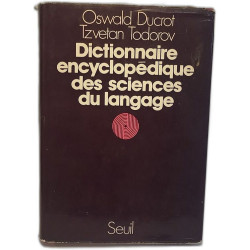 Oswald Ducrot
Tzvetan Todorov
Dictionnaire
encyclopédique
des sciences
du langage
Seuil